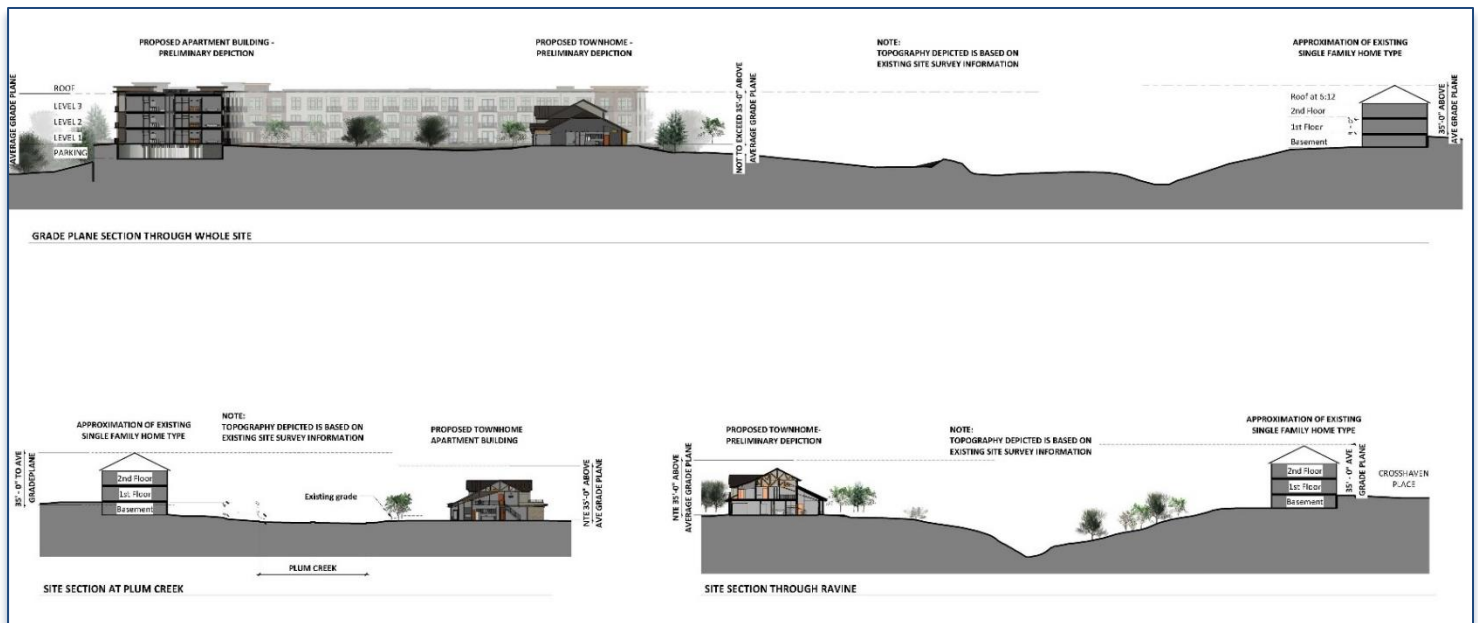 PROPOSED APARTMENT BUILDING -
PRELIMINARY DEPICTION
PROPOSED TOWNHOME -
PRELIMINARY DEPICTION
NOTE:
TOPOGRAPHY DEPICTED IS BASED ON
EXISTING SITE SURVEY INFORMATION
APPROXIMATION OF EXISTING
SINGLE FAMILY HOME TYPE
AVERAGE GRADE PLANE
ROOF
LEVEL 3
LEVEL 2
LEVEL 1
PARKING
NOT TO EXCEED 35'-0" ABOVE
AVERAGE GRADE PLANE
Roof at 6:12
2nd Floor
1st Floor
Basement
35'-0" ABOVE
AVE GRADE PLANE
GRADE PLANE SECTION THROUGH WHOLE SITE
APPROXIMATION OF EXISTING
SINGLE FAMILY HOME TYPE
NOTE:
TOPOGRAPHY DEPICTED IS BASED ON
EXISTING SITE SURVEY INFORMATION
PROPOSED TOWNHOME
APARTMENT BUILDING
35' - 0" TO AVE
GRADEPLANE
2nd Floor
1st Floor
Basement
Existing grade
NTE 35'-0" ABOVE
AVE GRADE PLANE
PLUM CREEK
SITE SECTION AT PLUM CREEK
PROPOSED TOWNHOME-
PRELIMINARY DEPICTION
NOTE:
TOPOGRAPHY DEPICTED IS BASED ON
EXISTING SITE SURVEY INFORMATION
APPROXIMATION OF EXISTING
SINGLE FAMILY HOME TYPE
NTE 35'-0" ABOVE
AVERAGE GRADE PLANE
2nd Floor
1st Floor
Basement
35' - 0" AVE
GRADE PLANE
CROSSHAVEN
PLACE
SITE SECTION THROUGH RAVINE